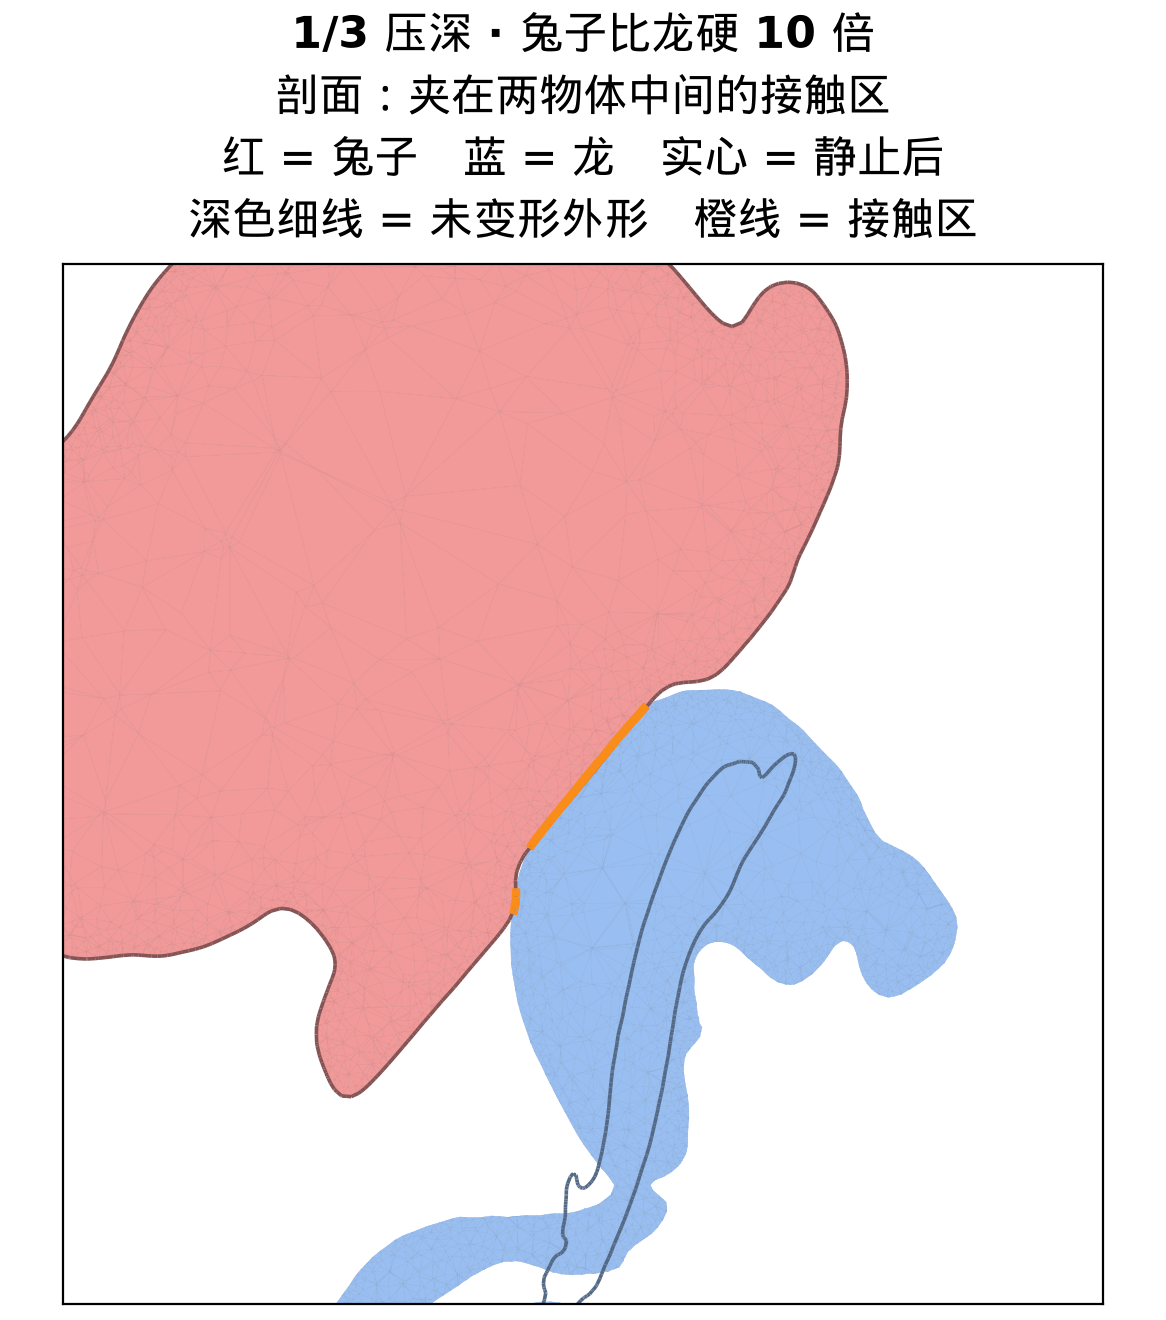 1/3 压深 · 兔子比龙硬 10 倍
剖面：夹在两物体中间的接触区
红 = 兔子　蓝 = 龙　实心 = 静止后
深色细线 = 未变形外形　橙线 = 接触区